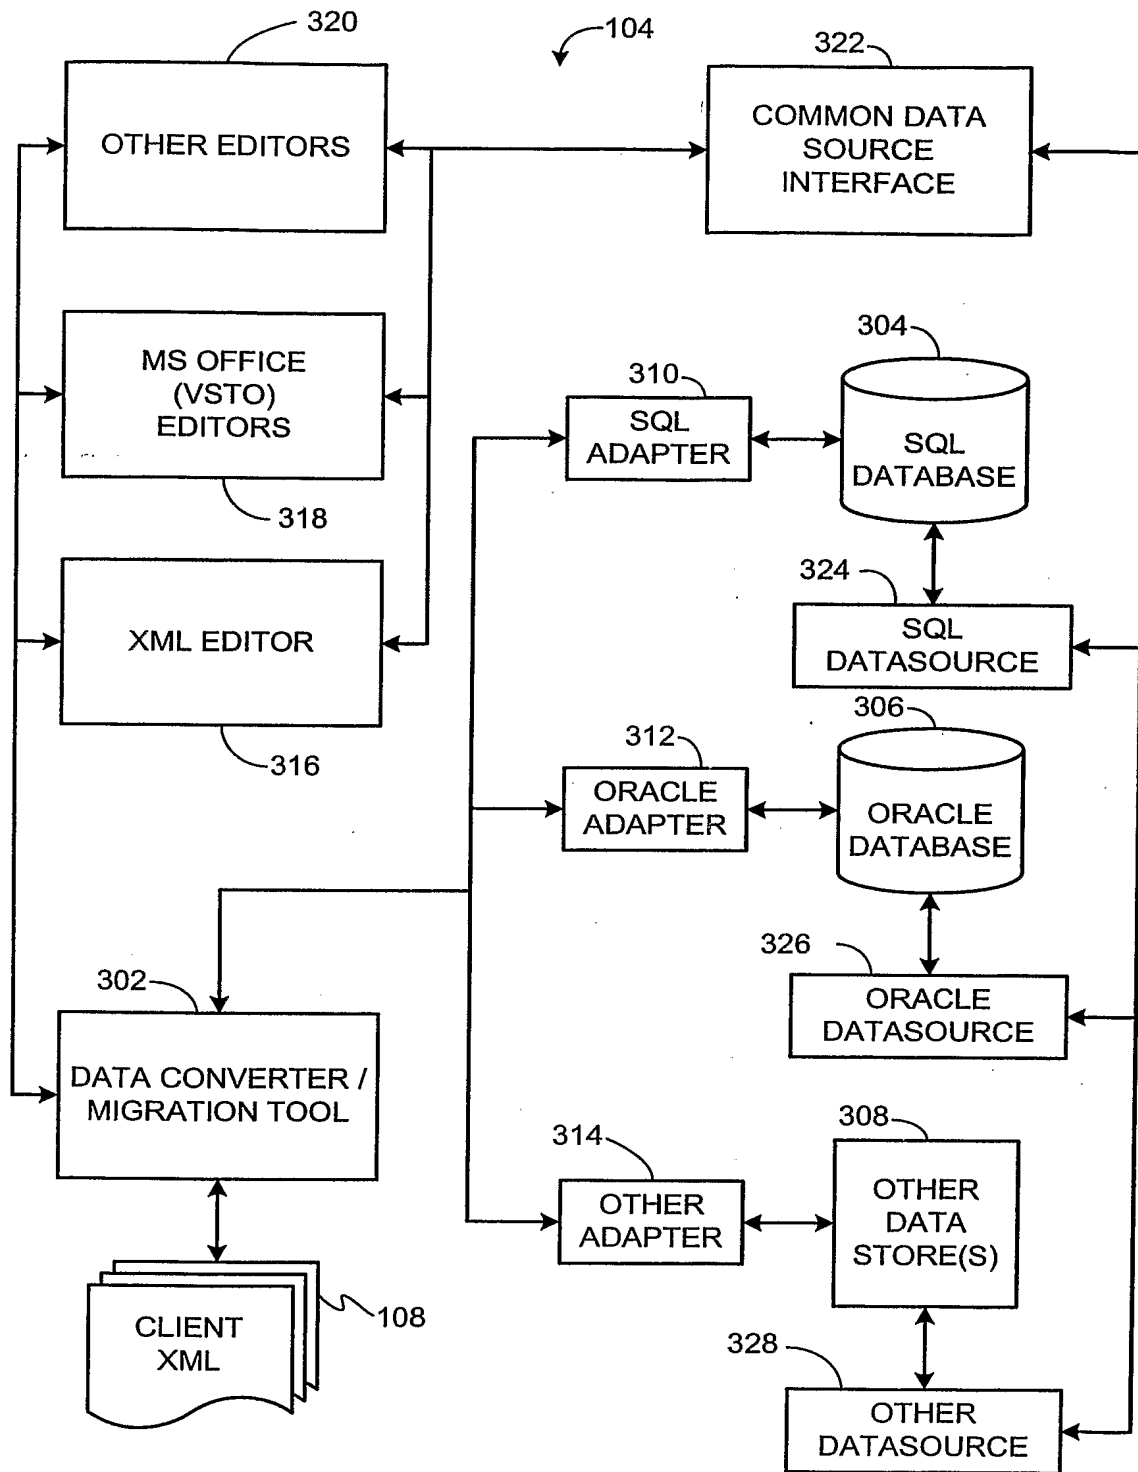 320
104
322
OTHER EDITORS
COMMON DATA
SOURCE
INTERFACE
304
MS OFFICE
(VSTO)
EDITORS
310
SQL
ADAPTER
SQL
DATABASE
318
324
XML EDITOR
SQL
DATASOURCE
316
306
312
ORACLE
ADAPTER
ORACLE
DATABASE
302
326
DATA CONVERTER /
MIGRATION TOOL
ORACLE
DATASOURCE
308
314
OTHER
ADAPTER
OTHER
DATA
STORE(S)
CLIENT
XML
108
328
OTHER
DATASOURCE